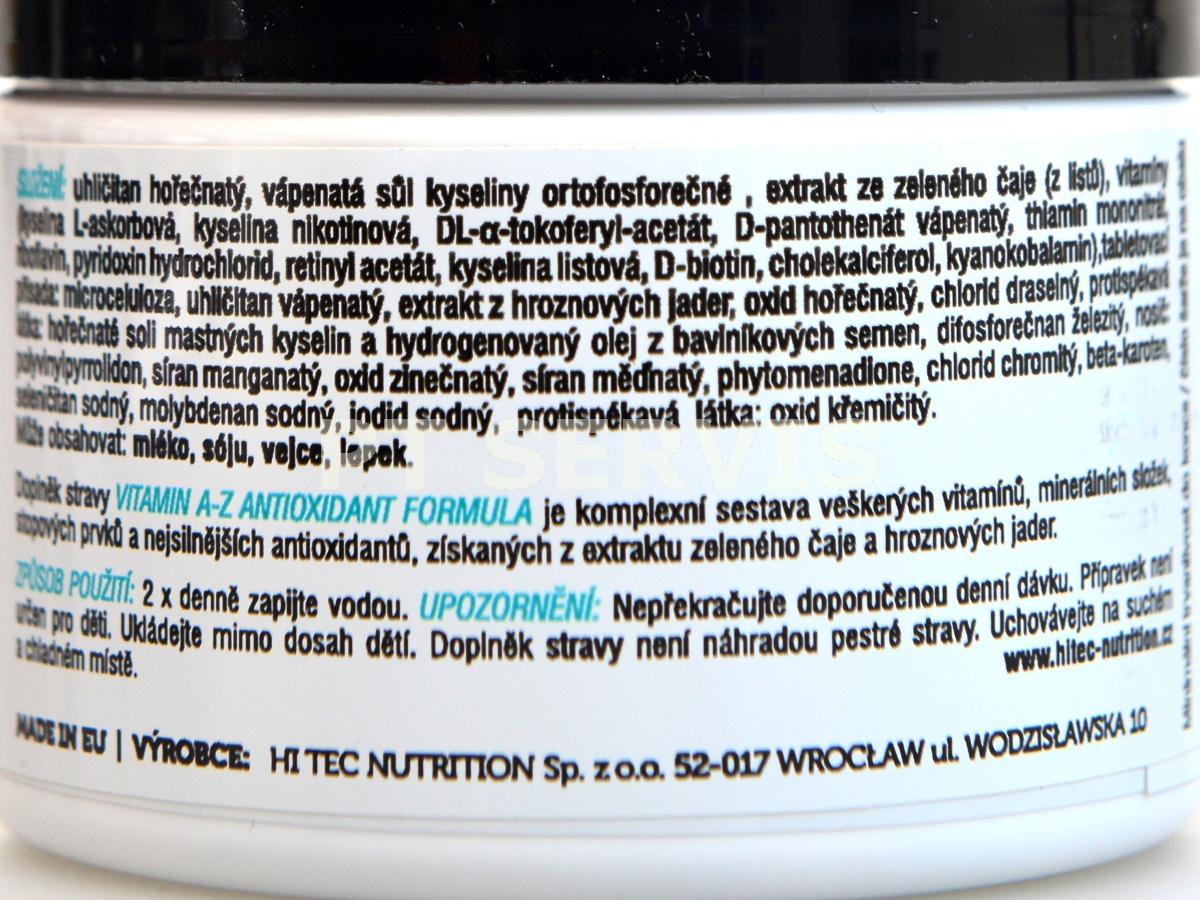 SLOŽENÍ: uhličitan hořečnatý, vápenatá sůl kyseliny ortofosforečné , extrakt ze zeleného čaje (z listů), vitamíny
(kyselina L-askorbová, kyselina nikotinová, DL-α-tokoferyl-acetát, D-pantothenát vápenatý, thiamin mononitrát,
riboflavin, pyridoxin hydrochlorid, retinyl acetát, kyselina listová, D-biotin, cholekalciferol, kyanokobalamin),tabletovací
přísada: microceluloza, uhličitan vápenatý, extrakt z hroznových jader, oxid hořečnatý, chlorid draselný, protispékavá
látka: hořečnaté soli mastných kyselin a hydrogenovaný olej z bavlníkových semen, difosforečnan železitý, nosič:
polyvinylpyrrolidon, síran manganatý, oxid zinečnatý, síran měďnatý, phytomenadione, chlorid chromitý, beta-karoten,
seleničitan sodný, molybdenan sodný, jodid sodný, protispékavá látka: oxid křemičitý.
Může obsahovat: mléko, sóju, vejce, lepek.
PT SERVIS
Doplněk stravy VITAMIN A-Z ANTIOXIDANT FORMULA je komplexní sestava veškerých vitamínů, minerálních složek,
stopových prvků a nejsilnějších antioxidantů, získaných z extraktu zeleného čaje a hroznových jader.
ZPŮSOB POUŽITÍ: 2 x denně zapijte vodou. UPOZORNĚNÍ: Nepřekračujte doporučenou denní dávku. Přípravek není
určen pro děti. Ukládejte mimo dosah dětí. Doplněk stravy není náhradou pestré stravy. Uchovávejte na suchém
a chladném místě.
www.hitec-nutrition.cz
MADE IN EU | VÝROBCE: HI TEC NUTRITION Sp. z o.o. 52-017 WROCŁAW ul. WODZISŁAWSKA 10